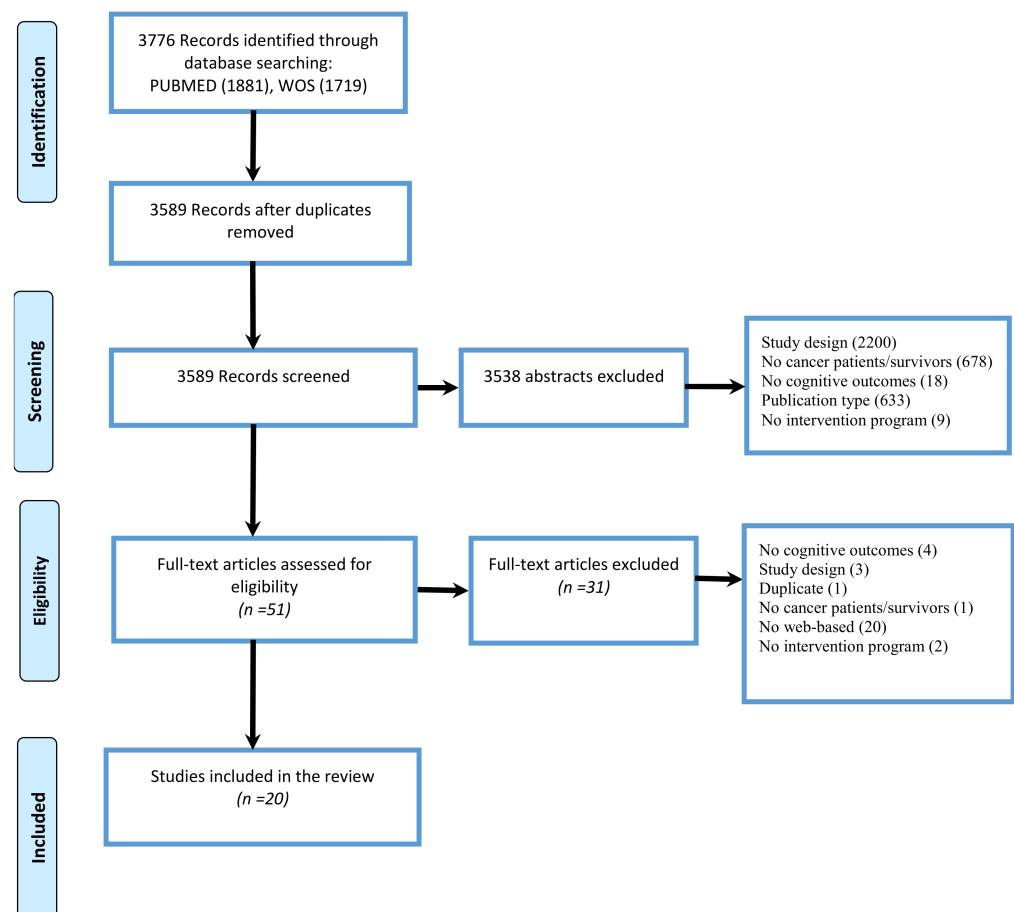 Identification
3776 Records identified through
database searching:
PUBMED (1881), WOS (1719)
3589 Records after duplicates
removed
Screening
3589 Records screened
3538 abstracts excluded
Study design (2200)
No cancer patients/survivors (678)
No cognitive outcomes (18)
Publication type (633)
No intervention program (9)
Eligibility
Full-text articles assessed for
eligibility
(n =51)
Full-text articles excluded
(n =31)
No cognitive outcomes (4)
Study design (3)
Duplicate (1)
No cancer patients/survivors (1)
No web-based (20)
No intervention program (2)
Included
Studies included in the review
(n =20)